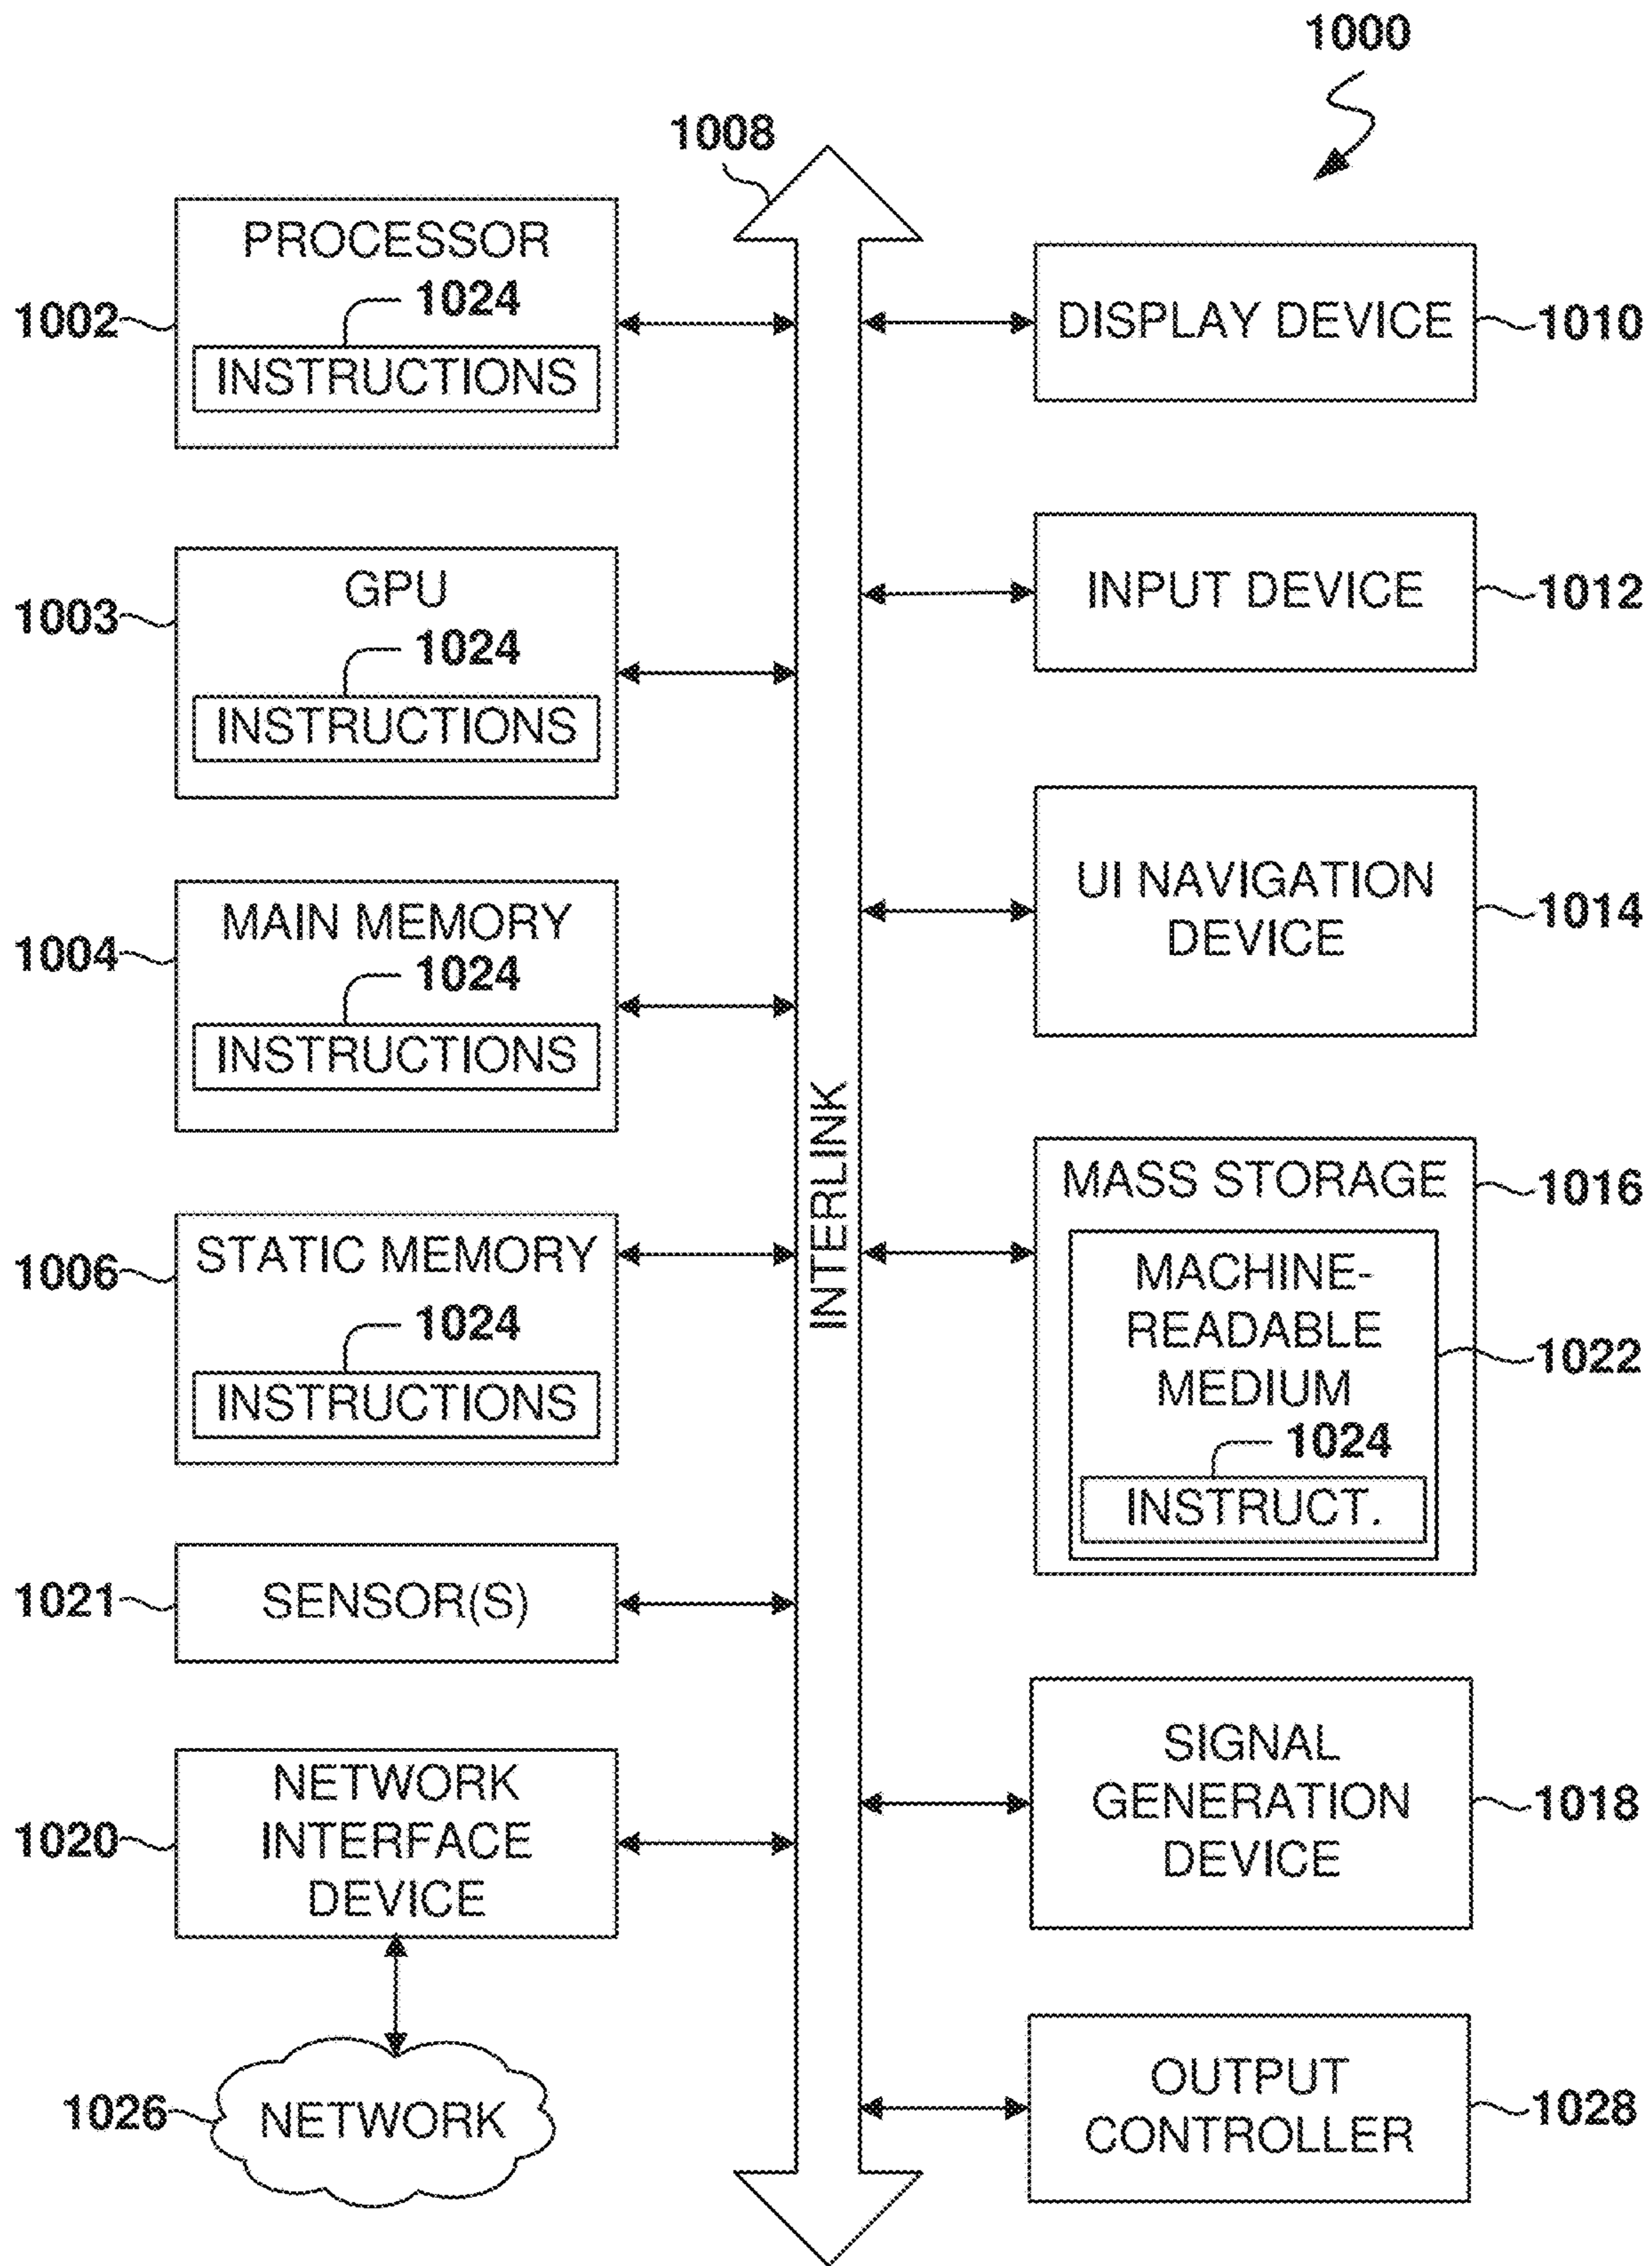 1000
1008
PROCESSOR
1024
1002
INSTRUCTIONS
GPU
1003
1024
INSTRUCTIONS
MAIN MEMORY
1004
1024
INSTRUCTIONS
STATIC MEMORY
1006
1024
INSTRUCTIONS
1021
SENSOR(S)
NETWORK
INTERFACE
DEVICE
1020
1026
NETWORK
INTERLINK
DISPLAY DEVICE
1010
INPUT DEVICE
1012
UI NAVIGATION
DEVICE
1014
MASS STORAGE
1016
MACHINE-
READABLE
MEDIUM
1022
1024
INSTRUCT.
SIGNAL
GENERATION
DEVICE
1018
OUTPUT
CONTROLLER
1028